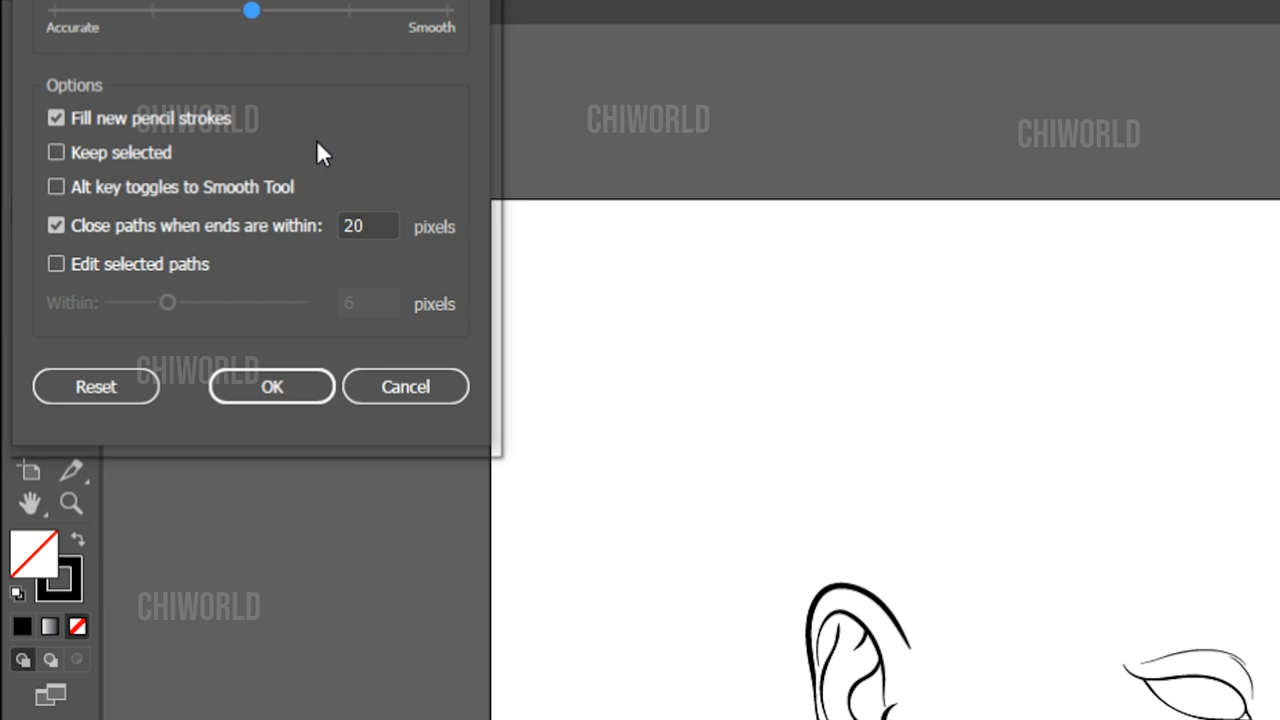 Accurate Smooth
Options
Fill new pencil strokes
CHIWORLD
CHIWORLD
CHIWORLD
Keep selected
Alt key toggles to Smooth Tool
Close paths when ends are within: 20 pixels
Edit selected paths
Within: 6 pixels
CHIWORLD
Reset OK Cancel
CHIWORLD